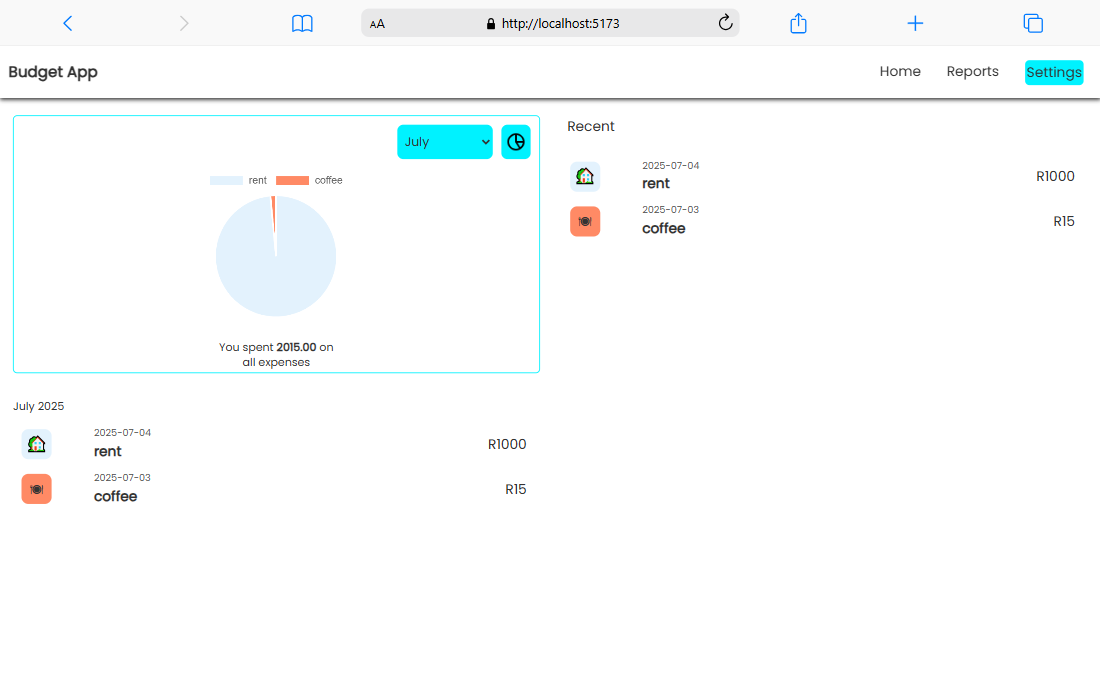 AA http://localhost:5173
Budget App Home Reports Settings
July
rent coffee
You spent 2015.00 on
all expenses
July 2025
2025-07-04
rent R1000
2025-07-03
coffee R15
Recent
2025-07-04
rent R1000
2025-07-03
coffee R15